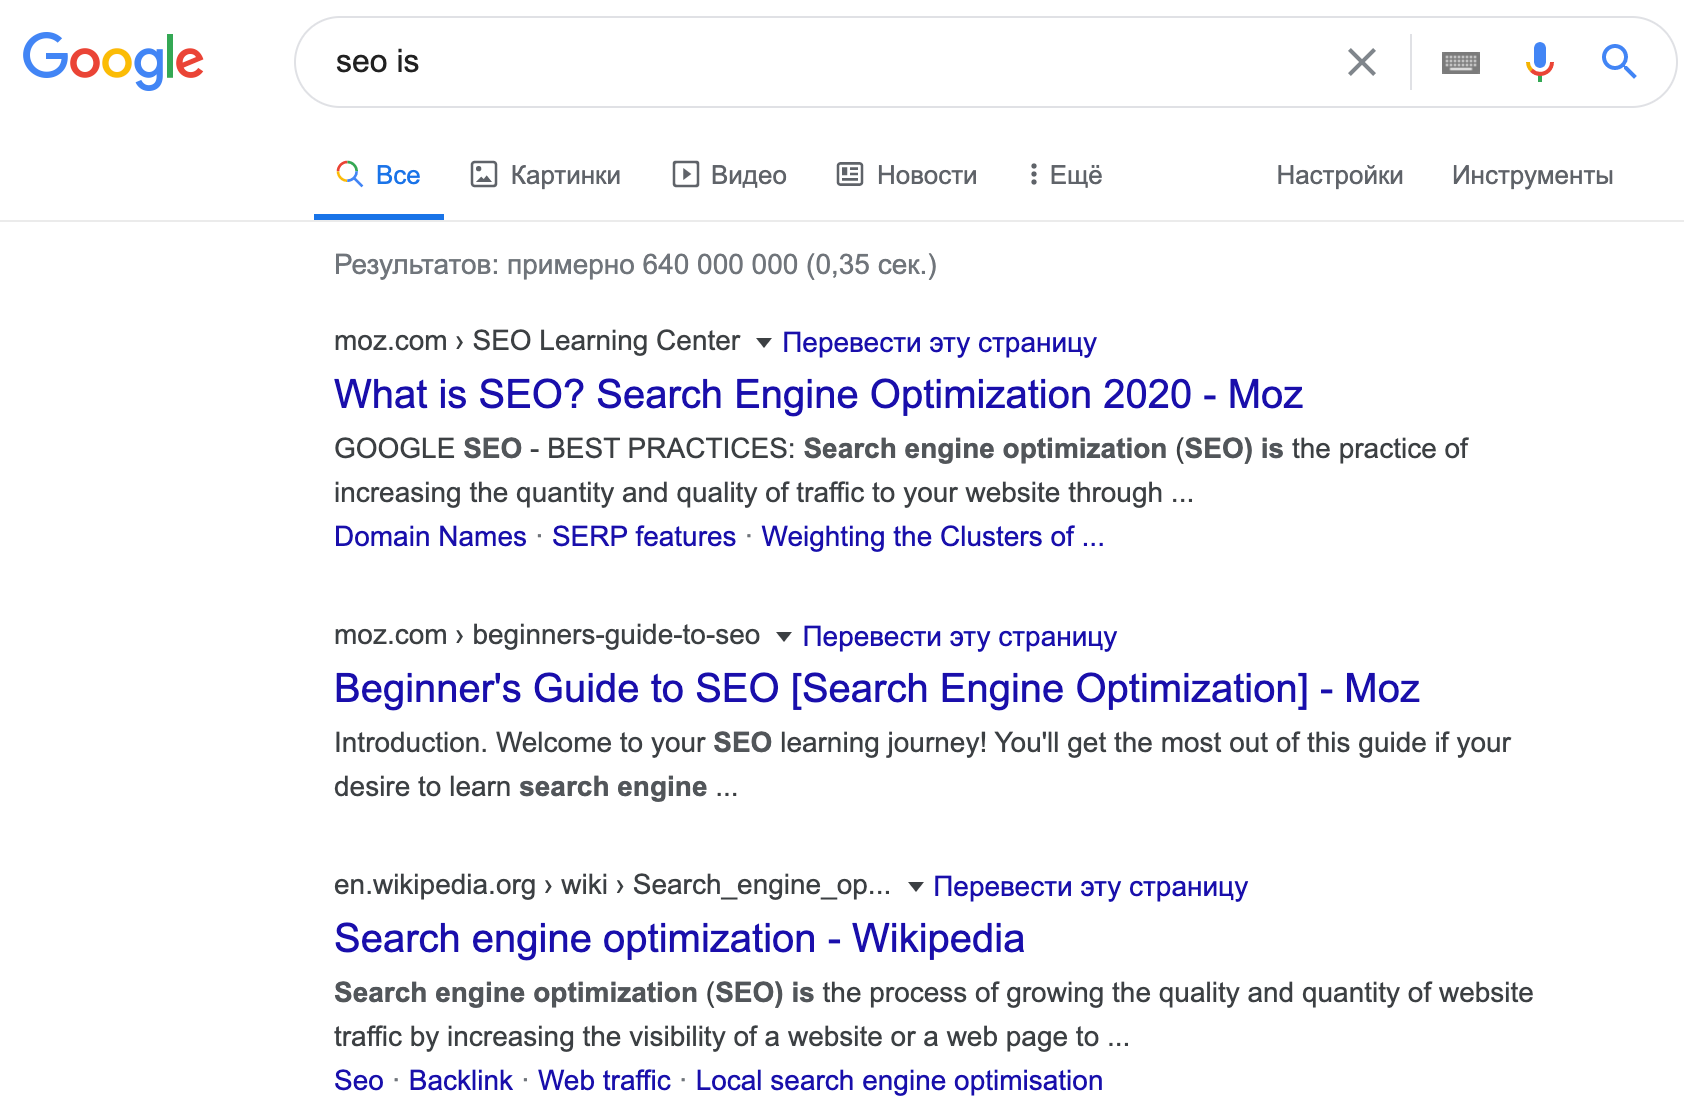 Google
seo is
Все Картинки Видео Новости Ещё Настройки Инструменты
Результатов: примерно 640 000 000 (0,35 сек.)
moz.com › SEO Learning Center Перевести эту страницу
What is SEO? Search Engine Optimization 2020 - Moz
GOOGLE SEO - BEST PRACTICES: Search engine optimization (SEO) is the practice of
increasing the quantity and quality of traffic to your website through ...
Domain Names · SERP features · Weighting the Clusters of ...
moz.com › beginners-guide-to-seo Перевести эту страницу
Beginner's Guide to SEO [Search Engine Optimization] - Moz
Introduction. Welcome to your SEO learning journey! You'll get the most out of this guide if your
desire to learn search engine ...
en.wikipedia.org › wiki › Search_engine_op... Перевести эту страницу
Search engine optimization - Wikipedia
Search engine optimization (SEO) is the process of growing the quality and quantity of website
traffic by increasing the visibility of a website or a web page to ...
Seo · Backlink · Web traffic · Local search engine optimisation